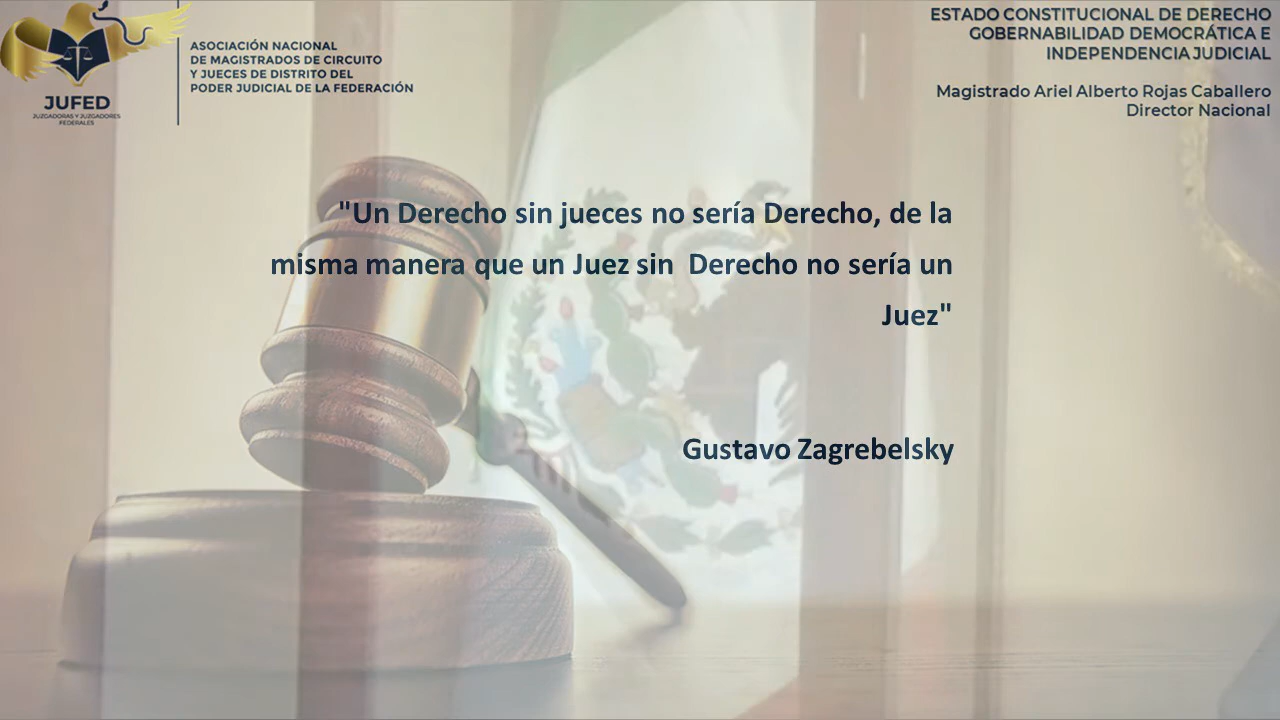 JUFED
JUZGADORAS Y JUZGADORES
FEDERALES
ASOCIACIÓN NACIONAL
DE MAGISTRADOS DE CIRCUITO
Y JUECES DE DISTRITO DEL
PODER JUDICIAL DE LA FEDERACIÓN
ESTADO CONSTITUCIONAL DE DERECHO
GOBERNABILIDAD DEMOCRÁTICA E
INDEPENDENCIA JUDICIAL
Magistrado Ariel Alberto Rojas Caballero
Director Nacional
"Un Derecho sin jueces no sería Derecho, de la
misma manera que un Juez sin  Derecho no sería un
Juez"
Gustavo Zagrebelsky